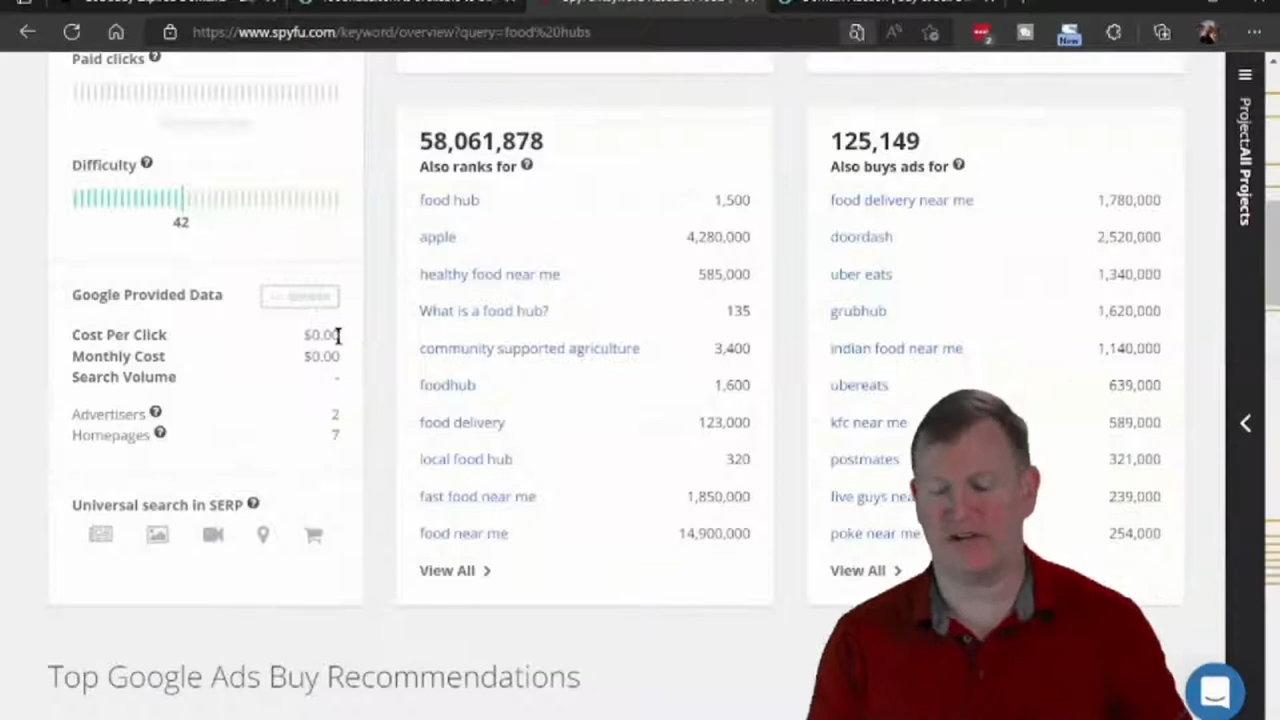 https://www.spyfu.com/keyword/overview?query=food%20hubs
New
Paid clicks
Difficulty
42
Google Provided Data
Cost Per Click $0.00
Monthly Cost $0.00
Search Volume -
Advertisers 2
Homepages 7
Universal search in SERP
58,061,878
Also ranks for
food hub 1,500
apple 4,280,000
healthy food near me 585,000
What is a food hub? 135
community supported agriculture 3,400
foodhub 1,600
food delivery 123,000
local food hub 320
fast food near me 1,850,000
food near me 14,900,000
View All
125,149
Also buys ads for
food delivery near me 1,780,000
doordash 2,520,000
uber eats 1,340,000
grubhub 1,620,000
indian food near me 1,140,000
ubereats 639,000
kfc near me 589,000
postmates 321,000
five guys 239,000
poke near me 254,000
View All
Project:All Projects
Top Google Ads Buy Recommendations